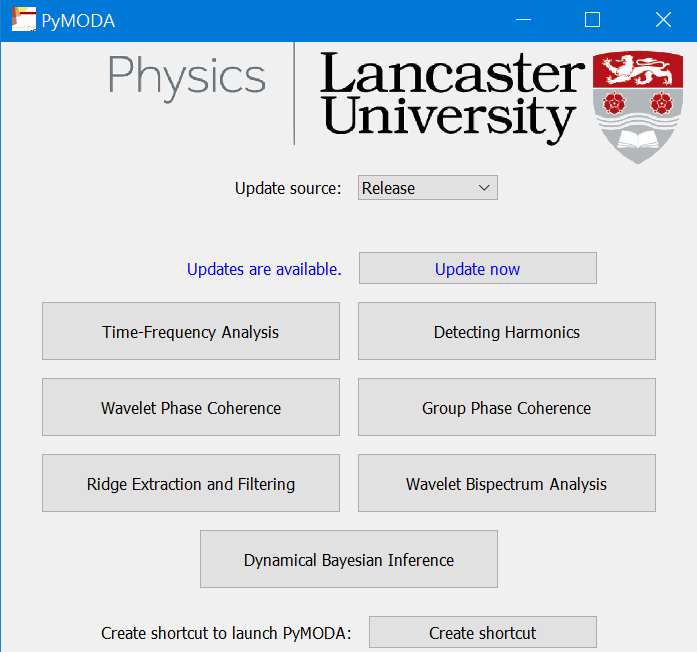 PyMODA
Physics
Lancaster
University
Update source: Release
Updates are available. Update now
Time-Frequency Analysis Detecting Harmonics
Wavelet Phase Coherence Group Phase Coherence
Ridge Extraction and Filtering Wavelet Bispectrum Analysis
Dynamical Bayesian Inference
Create shortcut to launch PyMODA: Create shortcut